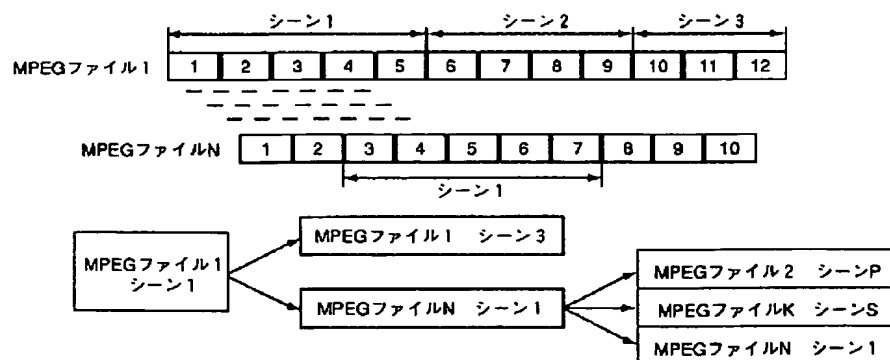 シーン1 シーン2 シーン3
MPEGファイル1 1 2 3 4 5 6 7 8 9 10 11 12
MPEGファイルN 1 2 3 4 5 6 7 8 9 10
シーン1
MPEGファイル1
シーン1
MPEGファイル1 シーン3
MPEGファイルN シーン1
MPEGファイル2 シーンP
MPEGファイルK シーンS
MPEGファイルN シーン1